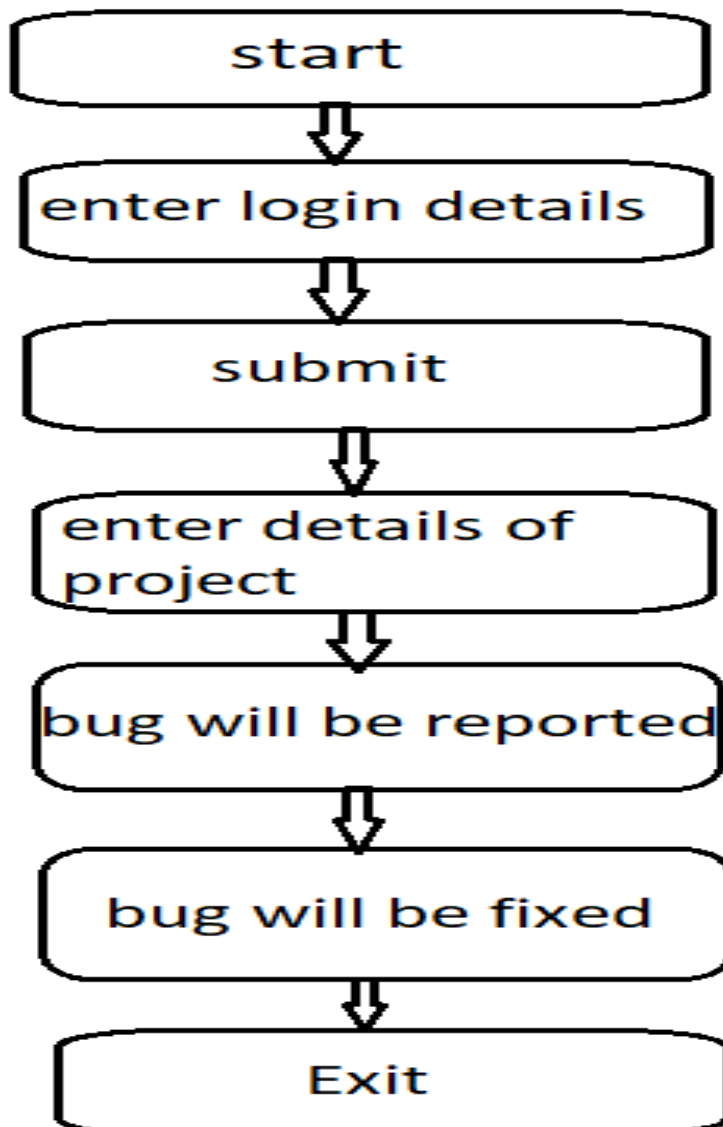 start
enter login details
submit
enter details of
project
bug will be reported
bug will be fixed
Exit